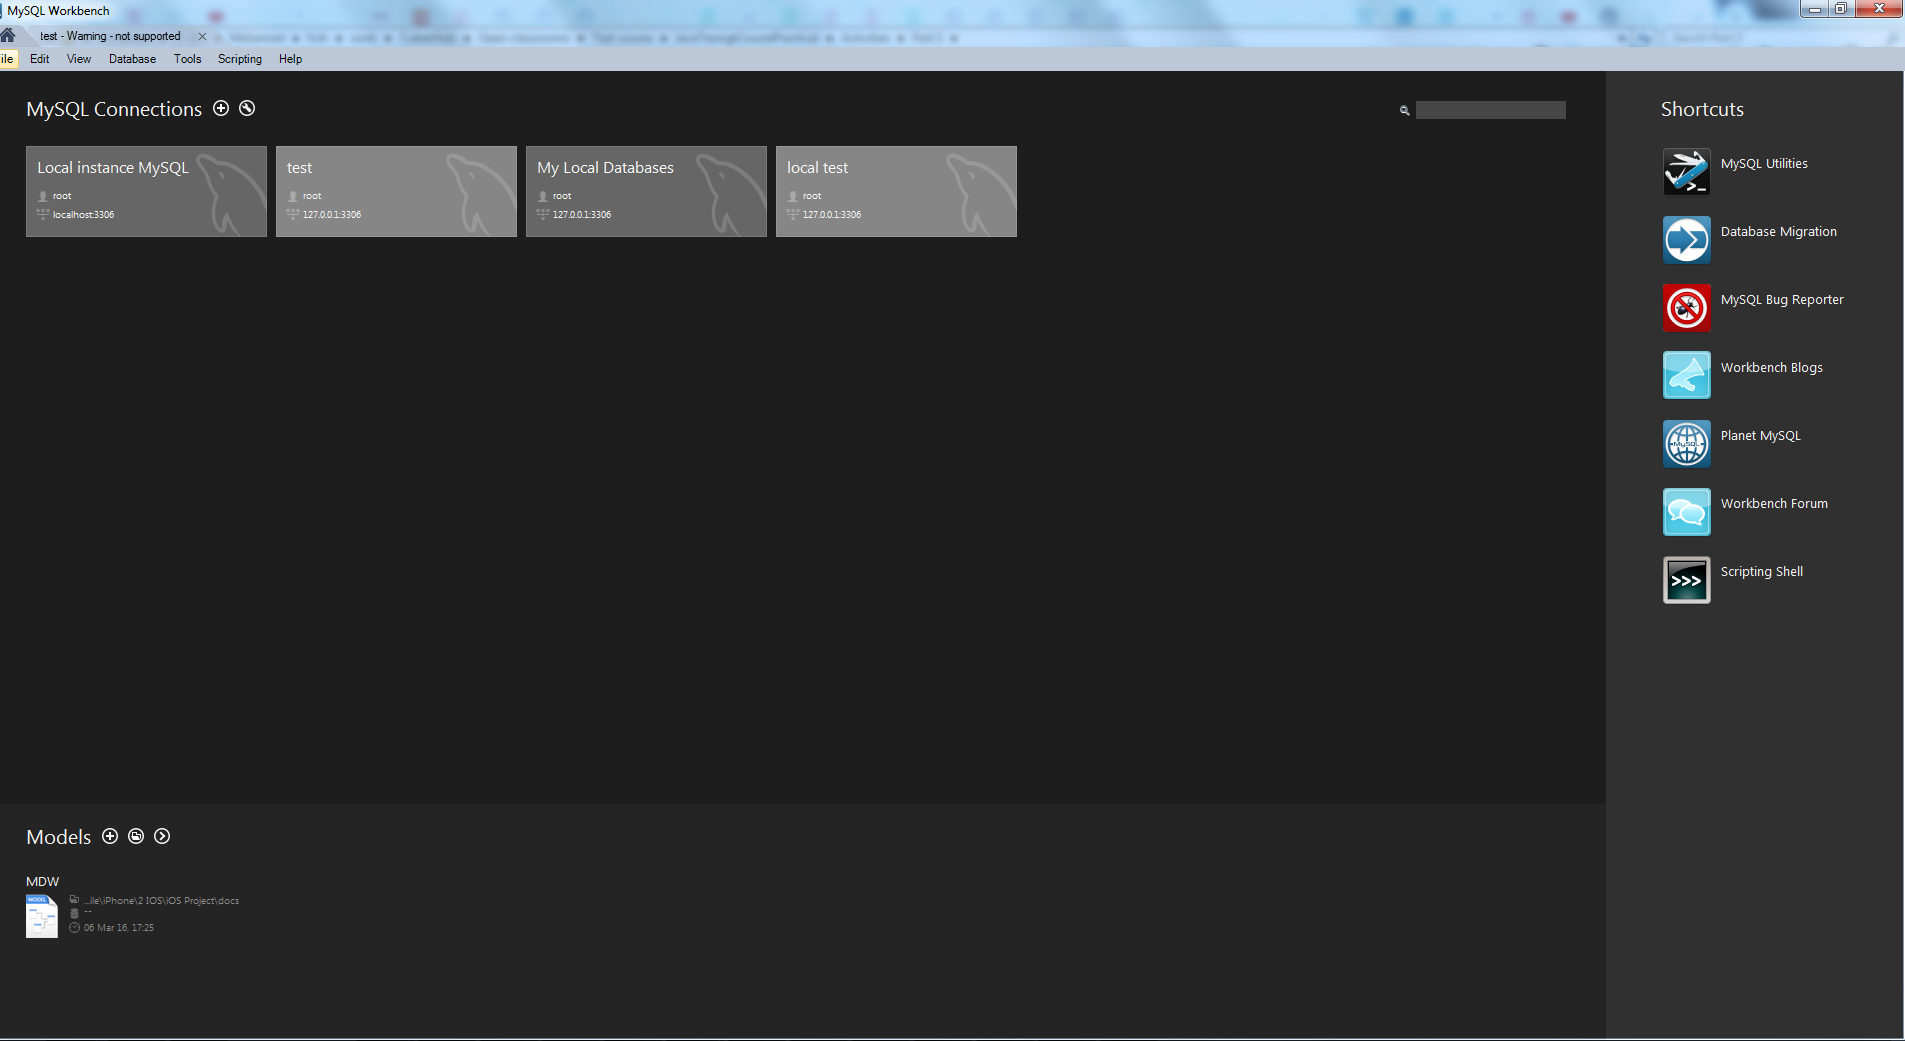 MySQL Workbench
test - Warning - not supported
ile Edit View Database Tools Scripting Help
MySQL Connections
Local instance MySQL
root
localhost:3306
test
root
127.0.0.1:3306
My Local Databases
root
127.0.0.1:3306
local test
root
127.0.0.1:3306
Shortcuts
MySQL Utilities
Database Migration
MySQL Bug Reporter
Workbench Blogs
MySQL
Planet MySQL
Workbench Forum
>>>
Scripting Shell
Models
MDW
MODEL
...ile\iPhone\2 IOS\iOS Project\docs
--
06 Mar 16, 17:25